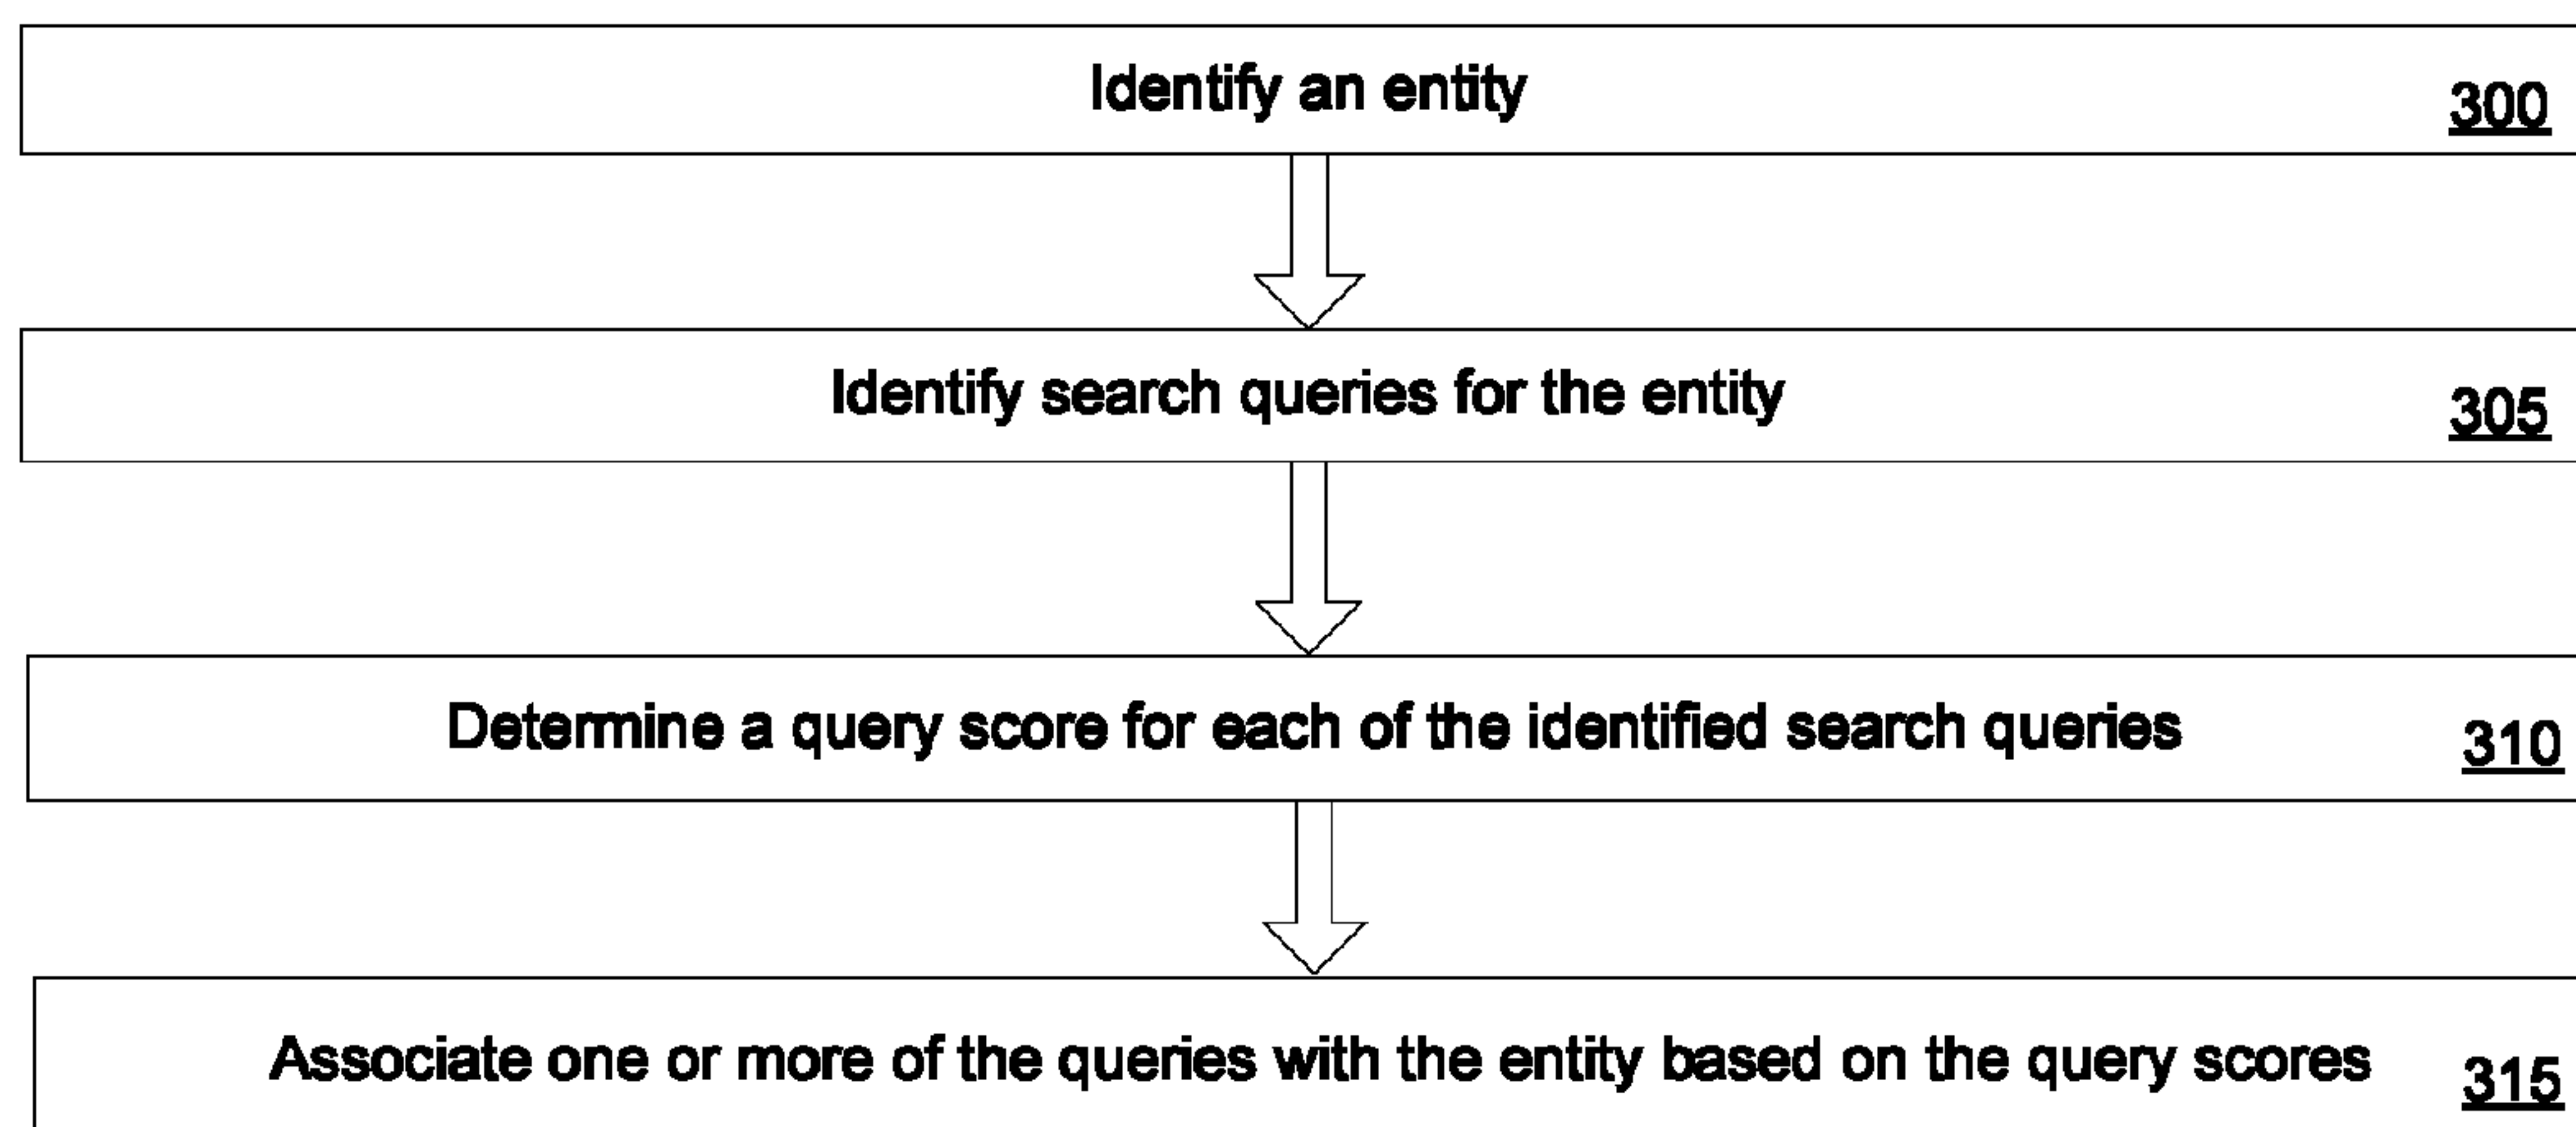 Identify an entity 300
Identify search queries for the entity 305
Determine a query score for each of the identified search queries 310
Associate one or more of the queries with the entity based on the query scores 315